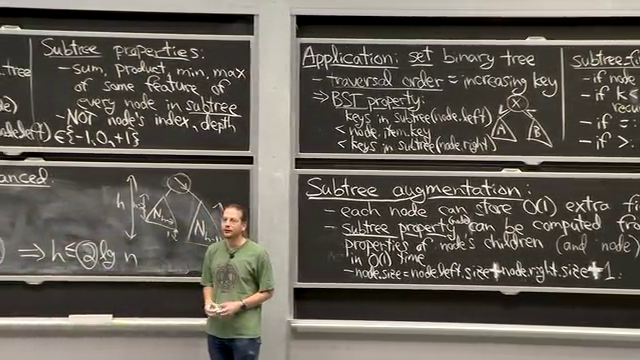 .tree
node.left)
Subtree properties:
- sum, product, min, max
of some feature of
every node in subtree
- NOT node's index, depth
∈ {-1, 0, +1}
Application: set binary tree
- traversal order = increasing key
⇒ BST property:
keys in subtree(node.left)
< node.item.key
< keys in subtree(node.right)
X
A
B
- if node
- if k <
- if =:
- if >:
anced
h
⇒ h ≤ 2 lg n
Subtree augmentation:
- each node can store O(1) extra
- subtree property(node) can be computed
properties of node's children (and node)
in O(1) time
- node.size = node.left.size + node.right.size + 1